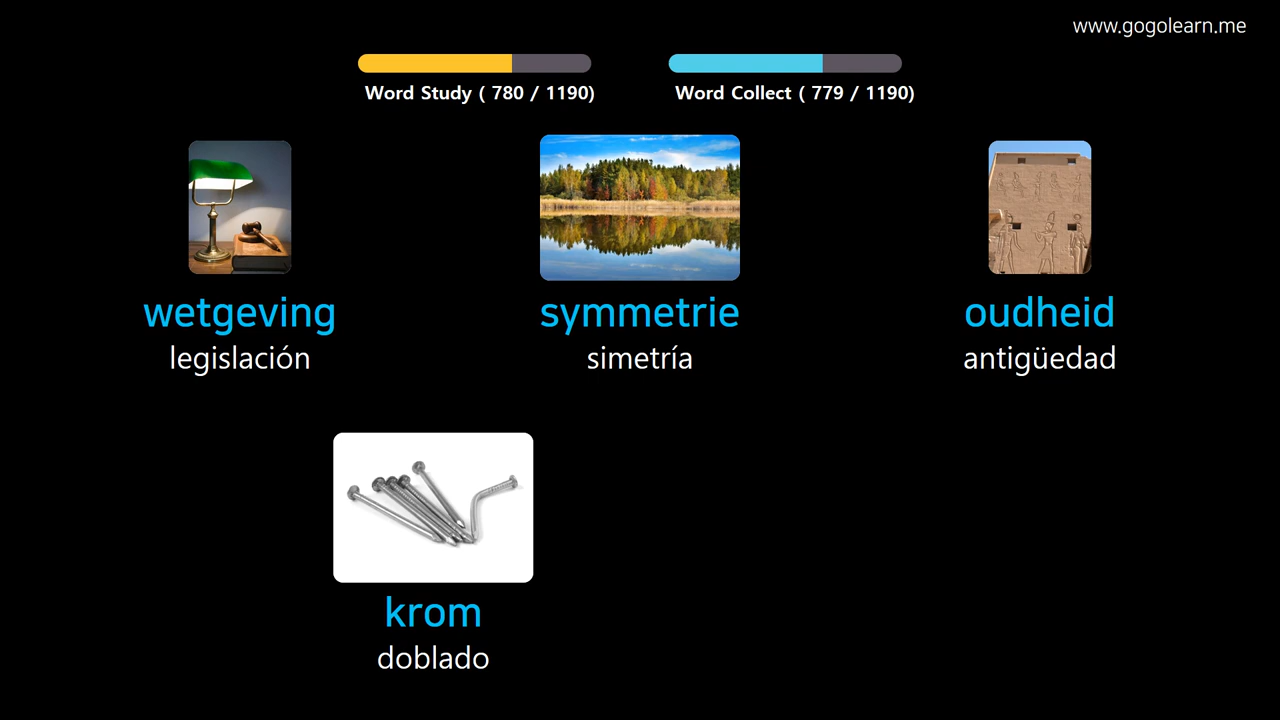 www.gogolearn.me
Word Study ( 780 / 1190)
Word Collect ( 779 / 1190)
wetgeving
legislación
symmetrie
simetría
oudheid
antigüedad
krom
doblado